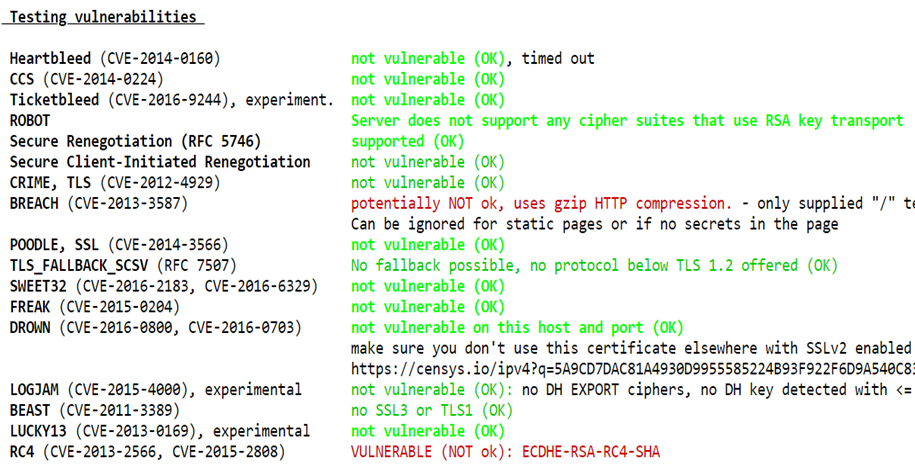 Testing vulnerabilities
Heartbleed (CVE-2014-0160) not vulnerable (OK), timed out
CCS (CVE-2014-0224) not vulnerable (OK)
Ticketbleed (CVE-2016-9244), experiment. not vulnerable (OK)
ROBOT Server does not support any cipher suites that use RSA key transport
Secure Renegotiation (RFC 5746) supported (OK)
Secure Client-Initiated Renegotiation not vulnerable (OK)
CRIME, TLS (CVE-2012-4929) not vulnerable (OK)
BREACH (CVE-2013-3587) potentially NOT ok, uses gzip HTTP compression. - only supplied "/" te
Can be ignored for static pages or if no secrets in the page
POODLE, SSL (CVE-2014-3566) not vulnerable (OK)
TLS_FALLBACK_SCSV (RFC 7507) No fallback possible, no protocol below TLS 1.2 offered (OK)
SWEET32 (CVE-2016-2183, CVE-2016-6329) not vulnerable (OK)
FREAK (CVE-2015-0204) not vulnerable (OK)
DROWN (CVE-2016-0800, CVE-2016-0703) not vulnerable on this host and port (OK)
make sure you don't use this certificate elsewhere with SSLv2 enabled
https://censys.io/ipv4?q=5A9CD7DAC81A4930D9955585224B93F922F6D9A540C83
LOGJAM (CVE-2015-4000), experimental not vulnerable (OK): no DH EXPORT ciphers, no DH key detected with <=
BEAST (CVE-2011-3389) no SSL3 or TLS1 (OK)
LUCKY13 (CVE-2013-0169), experimental not vulnerable (OK)
RC4 (CVE-2013-2566, CVE-2015-2808) VULNERABLE (NOT ok): ECDHE-RSA-RC4-SHA